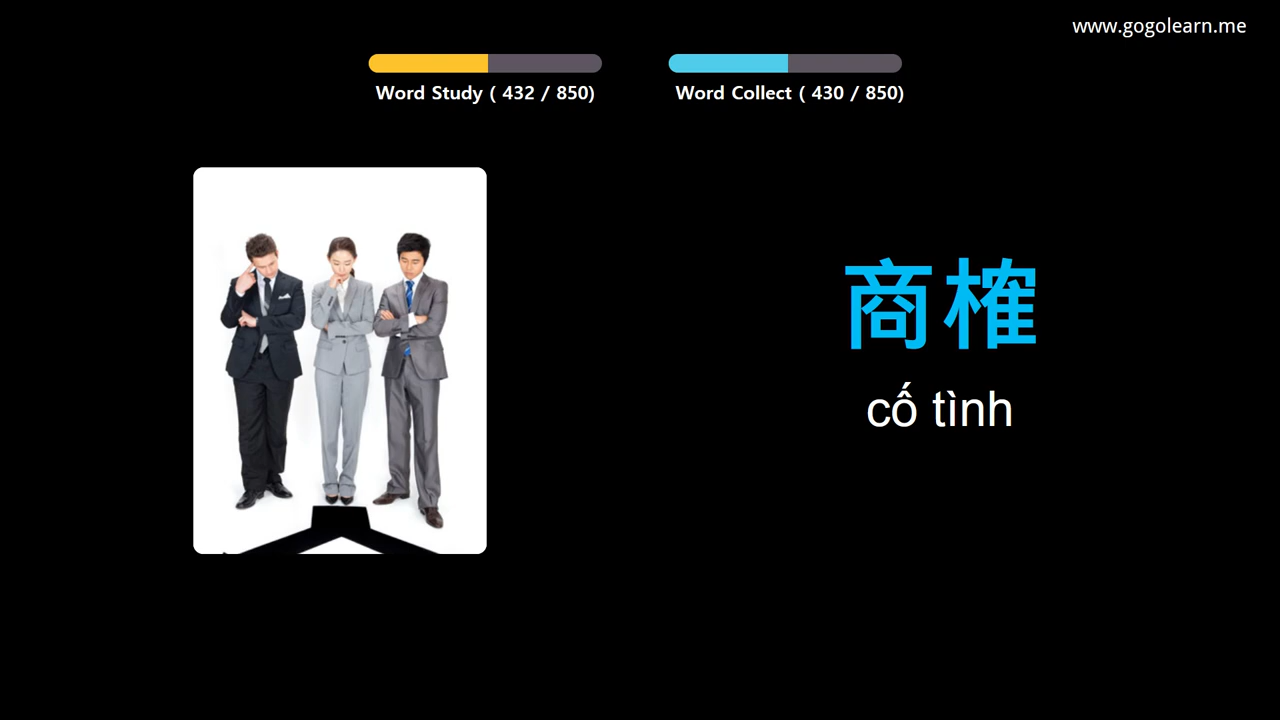 www.gogolearn.me
Word Study ( 432 / 850)
Word Collect ( 430 / 850)
商榷
cố tình